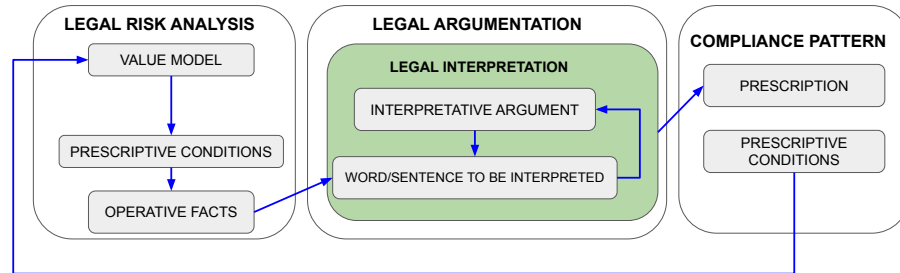 LEGAL RISK ANALYSIS
VALUE MODEL
PRESCRIPTIVE CONDITIONS
OPERATIVE FACTS
LEGAL ARGUMENTATION
LEGAL INTERPRETATION
INTERPRETATIVE ARGUMENT
WORD/SENTENCE TO BE INTERPRETED
COMPLIANCE PATTERN
PRESCRIPTION
PRESCRIPTIVE
CONDITIONS